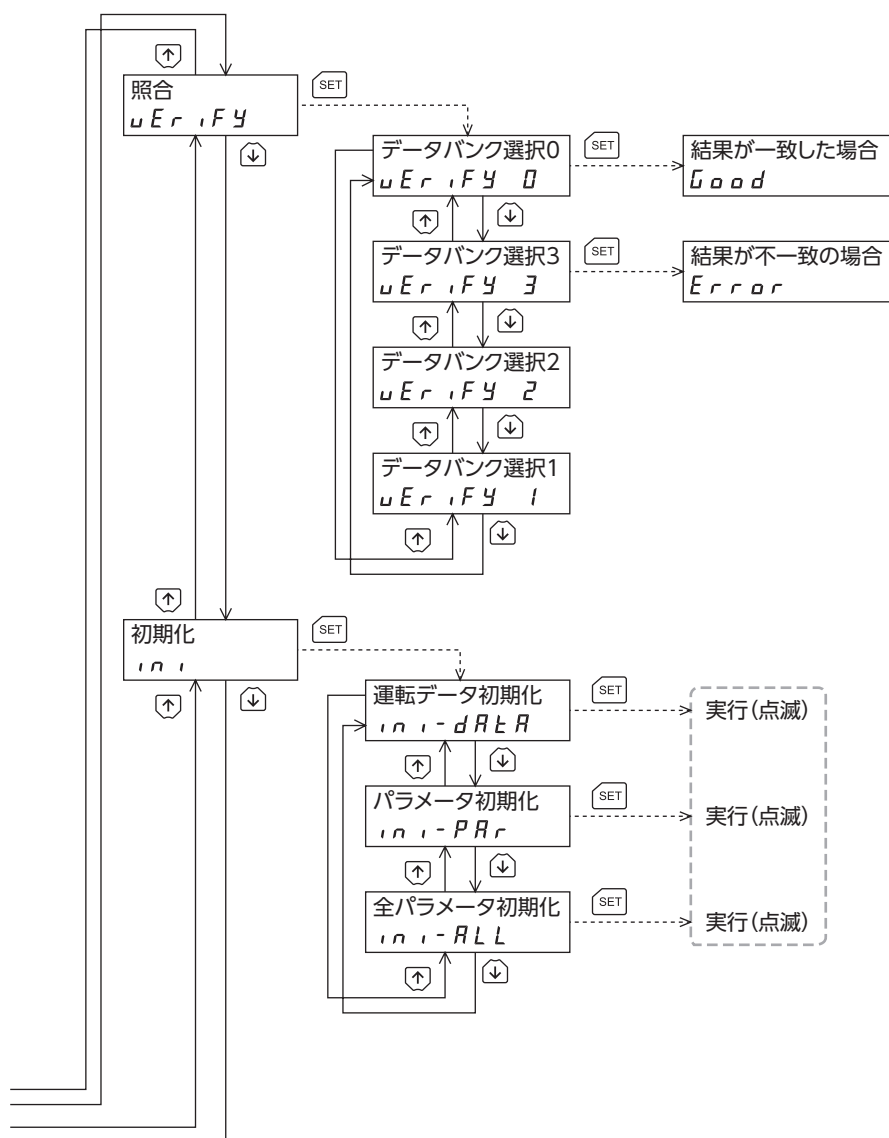 照合
SET
uEriFY
データバンク選択0
SET
結果が一致した場合
uEriFY 0
Good
データバンク選択3
SET
結果が不一致の場合
uEriFY 3
Error
データバンク選択2
uEriFY 2
データバンク選択1
uEriFY 1
初期化
SET
ini
運転データ初期化
SET
実行(点滅)
ini-dAtA
パラメータ初期化
SET
実行(点滅)
ini-PAr
全パラメータ初期化
SET
実行(点滅)
ini-ALL